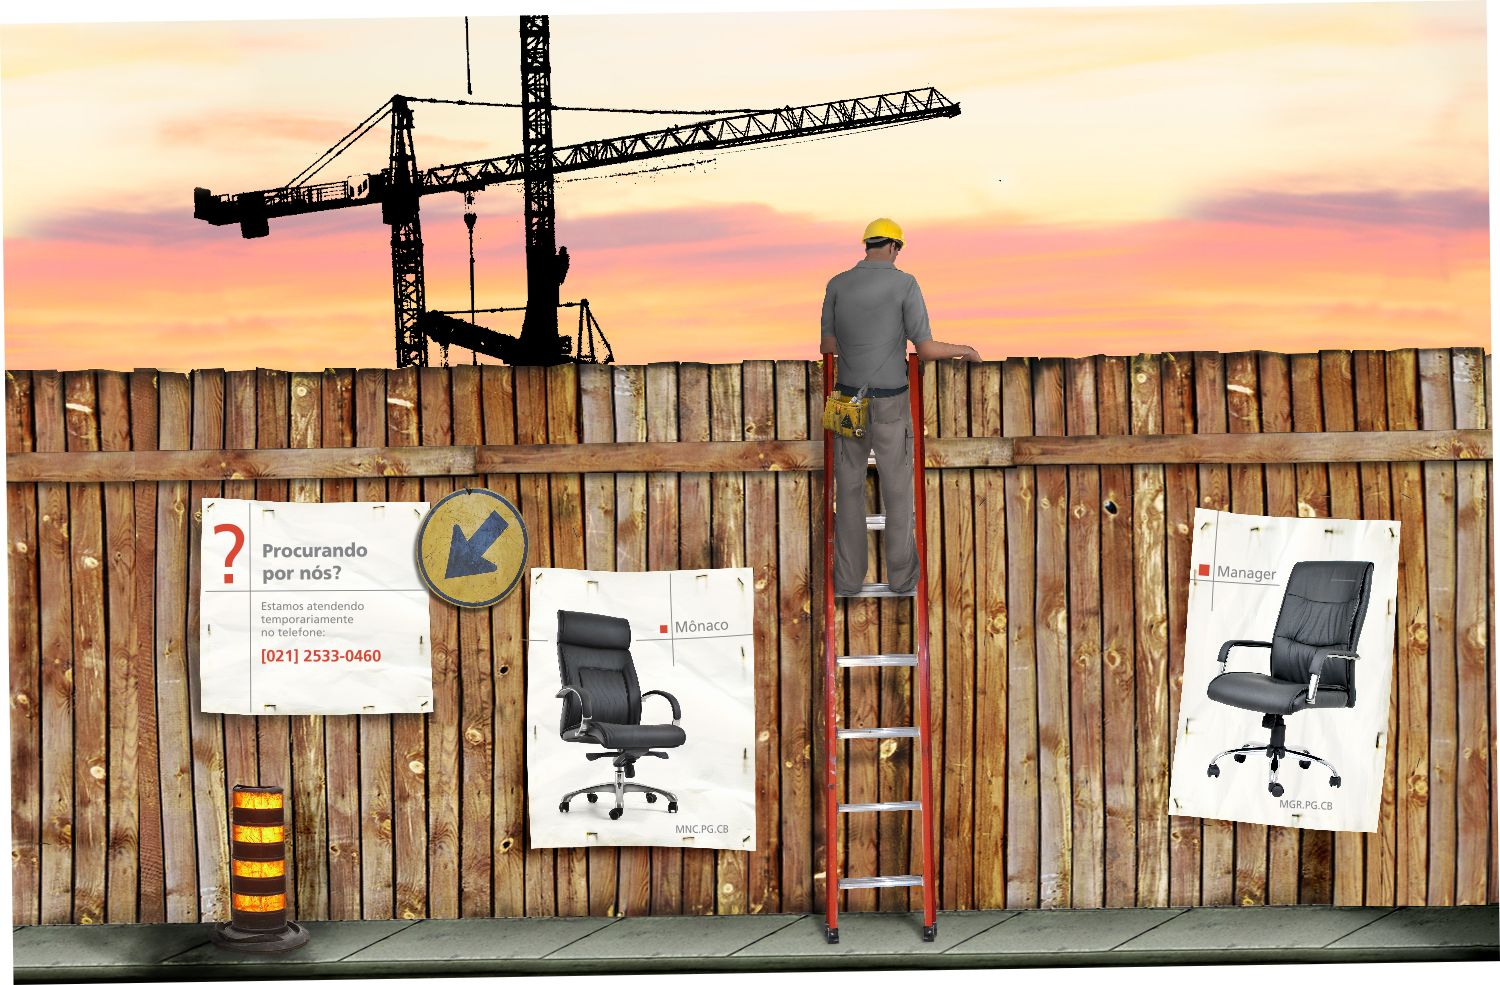 ?
Procurando
por nós?
Estamos atendendo
temporariamente
no telefone:
[021] 2533-0460
Mônaco
MNC.PG.CB
Manager
MGR.PG.CB